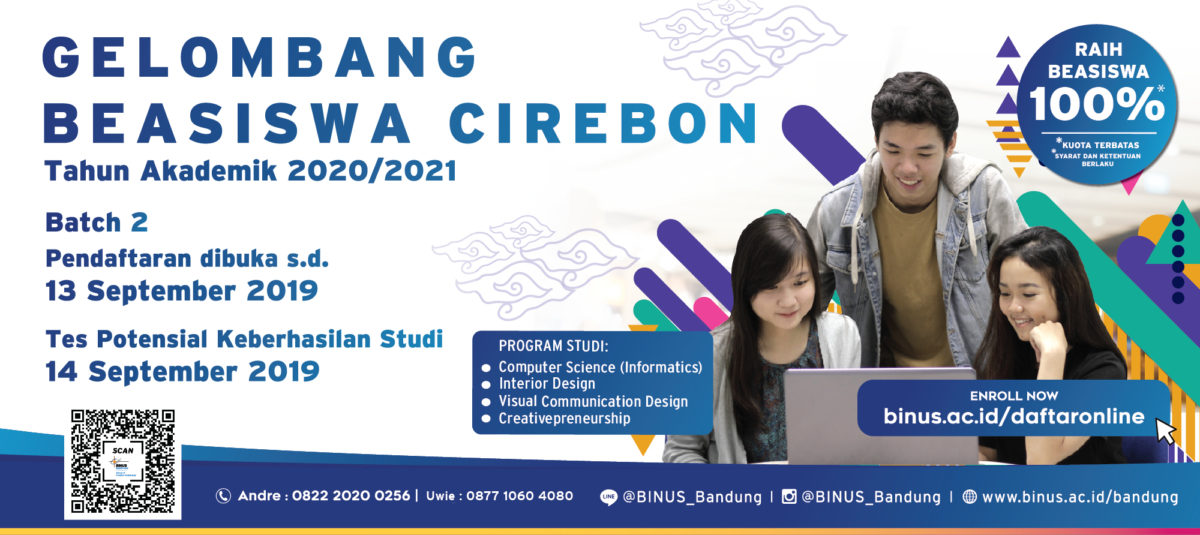 GELOMBANG
BEASISWA CIREBON
Tahun Akademik 2020/2021
Batch 2
Pendaftaran dibuka s.d.
13 September 2019
Tes Potensial Keberhasilan Studi
14 September 2019
RAIH
BEASISWA
100%*
*KUOTA TERBATAS
*SYARAT DAN KETENTUAN
BERLAKU
PROGRAM STUDI:
• Computer Science (Informatics)
• Interior Design
• Visual Communication Design
• Creativepreneurship
ENROLL NOW
binus.ac.id/daftaronline
SCAN
BINUS
Andre : 0822 2020 0256 | Uwie : 0877 1060 4080
LINE @BINUS_Bandung | @BINUS_Bandung | www.binus.ac.id/bandung